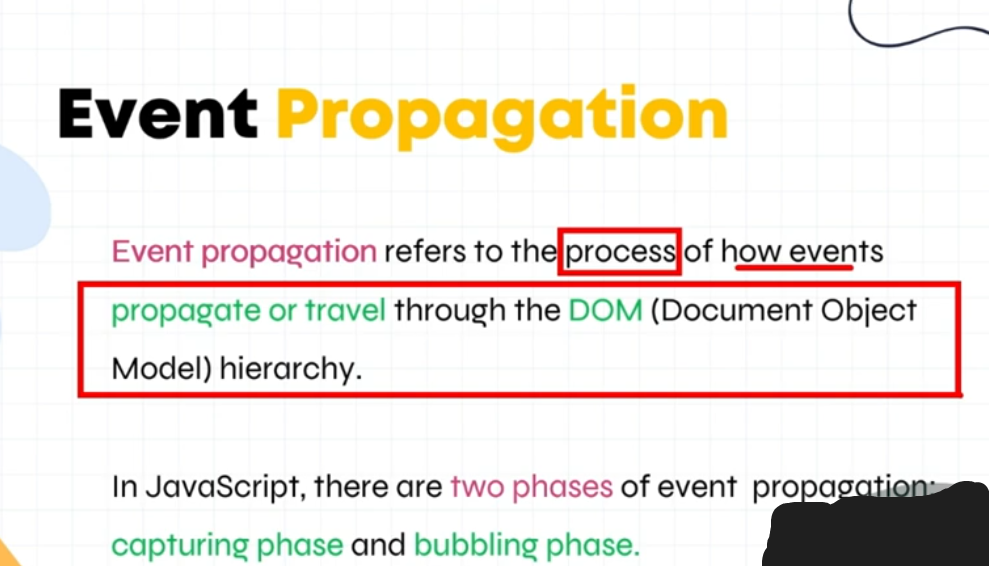 Event Propagation
Event propagation refers to the process of how events
propagate or travel through the DOM (Document Object
Model) hierarchy.
In JavaScript, there are two phases of event propagation:
capturing phase and bubbling phase.